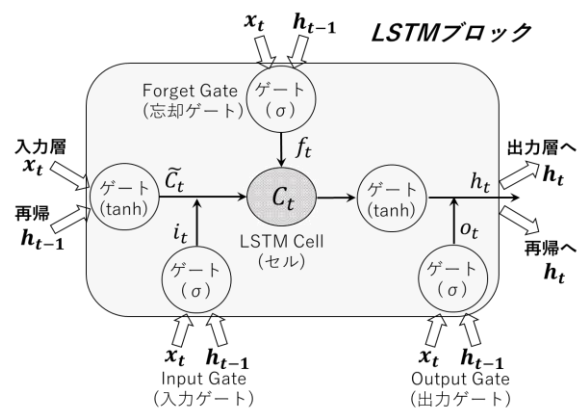 LSTMブロック
x_t
h_{t-1}
Forget Gate
(忘却ゲート)
ゲート
(σ)
f_t
入力層
x_t
再帰
h_{t-1}
ゲート
(tanh)
C̃_t
i_t
C_t
LSTM Cell
(セル)
ゲート
(tanh)
h_t
o_t
出力層へ
h_t
再帰へ
h_t
ゲート
(σ)
x_t
h_{t-1}
Input Gate
(入力ゲート)
ゲート
(σ)
x_t
h_{t-1}
Output Gate
(出力ゲート)